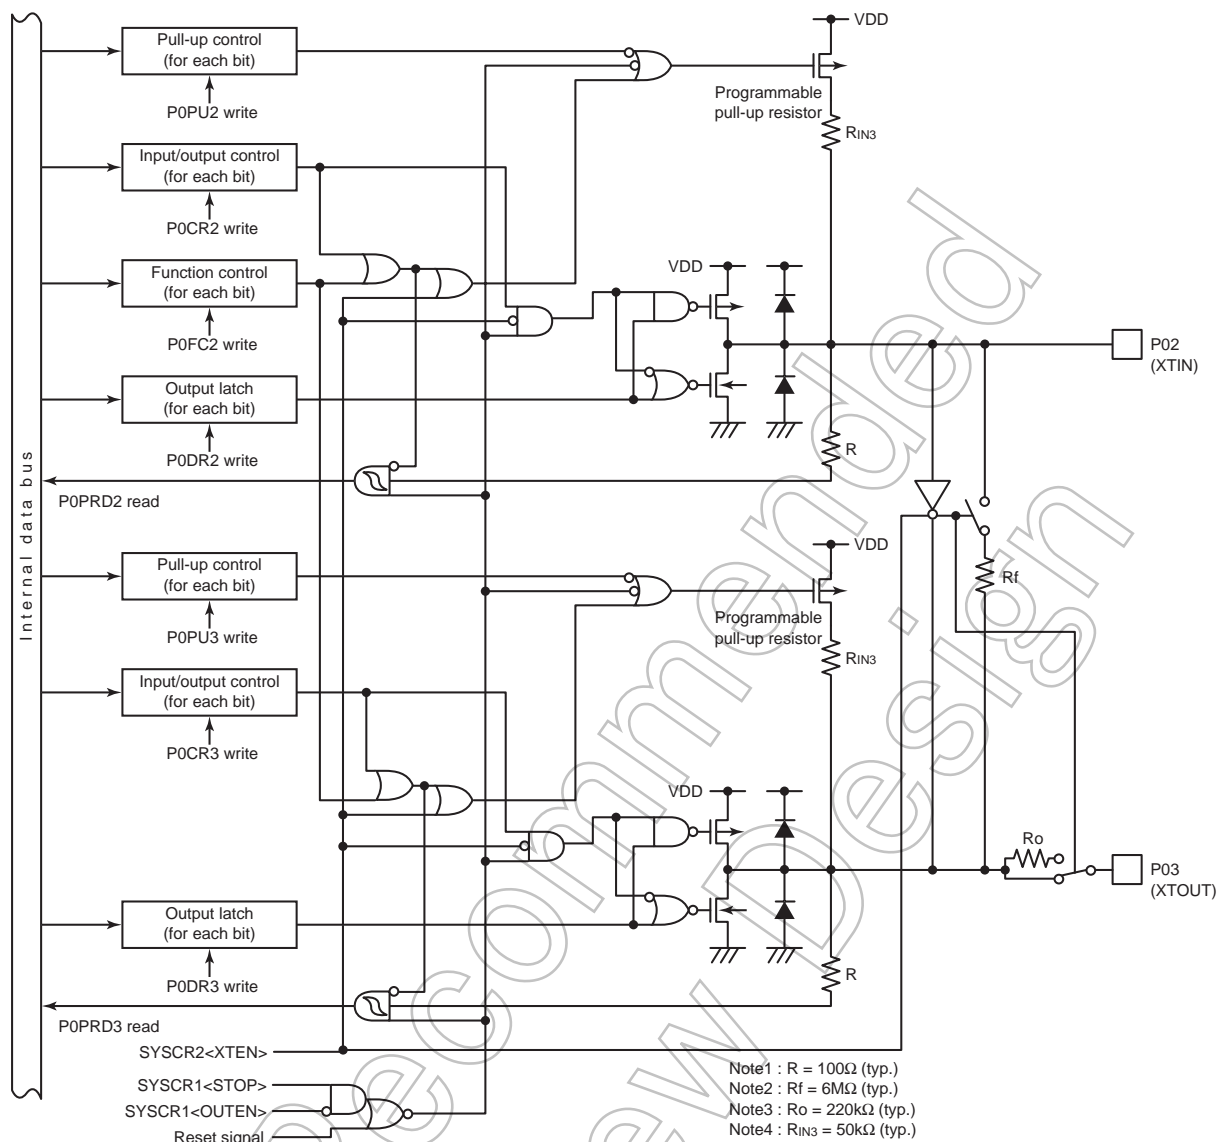 VDD
Pull-up control
(for each bit)
P0PU2 write
Programmable
pull-up resistor
RIN3
Input/output control
(for each bit)
P0CR2 write
Function control
(for each bit)
P0FC2 write
VDD
P02
(XTIN)
Output latch
(for each bit)
P0DR2 write
R
P0PRD2 read
Internal data bus
VDD
Pull-up control
(for each bit)
P0PU3 write
Rf
Programmable
pull-up resistor
RIN3
Input/output control
(for each bit)
P0CR3 write
VDD
Ro
P03
(XTOUT)
Output latch
(for each bit)
P0DR3 write
R
P0PRD3 read
SYSCR2<XTEN>
SYSCR1<STOP>
SYSCR1<OUTEN>
Reset signal
Note1 : R = 100Ω (typ.)
Note2 : Rf = 6MΩ (typ.)
Note3 : Ro = 220kΩ (typ.)
Note4 : RIN3 = 50kΩ (typ.)
Recommended
ew Design